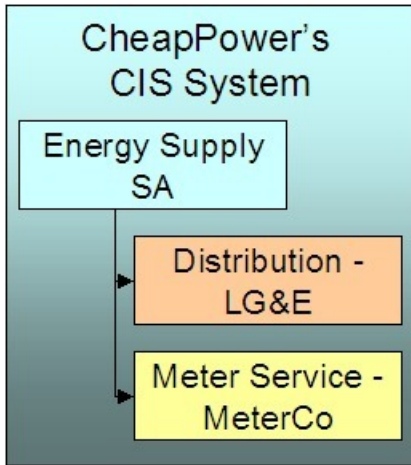 CheapPower's
CIS System
Energy Supply
SA
Distribution -
LG&E
Meter Service -
MeterCo